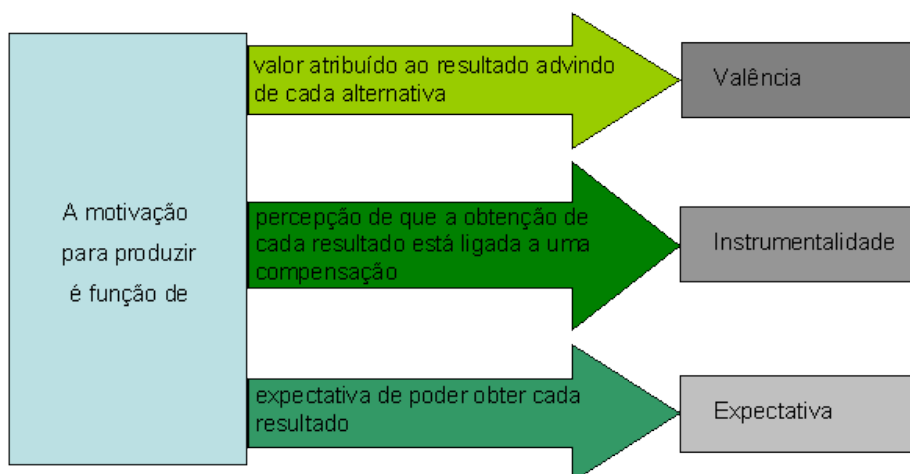 A motivação
para produzir
é função de
valor atribuído ao resultado advindo
de cada alternativa
Valência
percepção de que a obtenção de
cada resultado está ligada a uma
compensação
Instrumentalidade
expectativa de poder obter cada
resultado
Expectativa